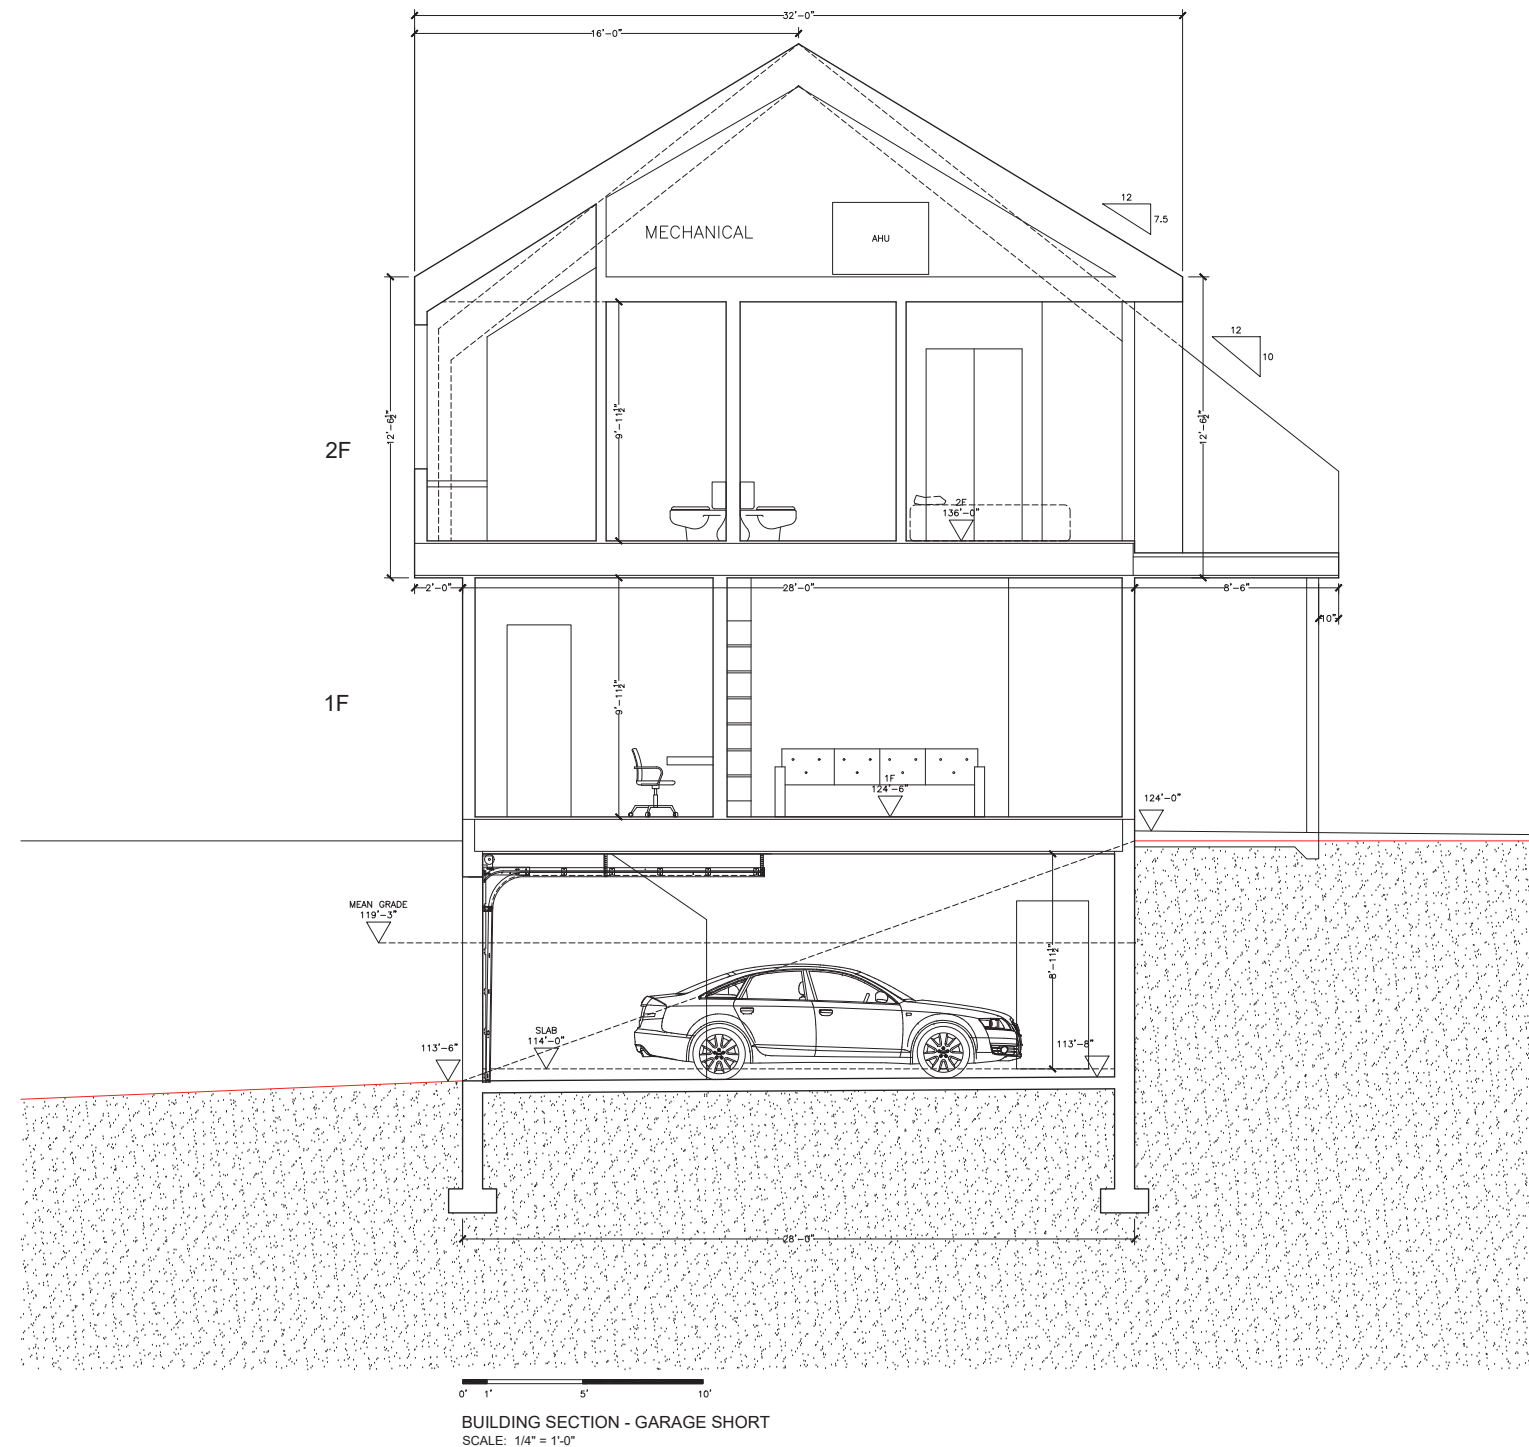 32'-0"
16'-0"
12
7.5
MECHANICAL
AHU
12
10
12'-6½"
9'-11½"
12'-6½"
2F
2F
136'-0"
2'-0"
28'-0"
8'-6"
10"
9'-11½"
1F
1F
124'-6"
124'-0"
MEAN GRADE
119'-3"
8'-11½"
SLAB
114'-0"
113'-6"
113'-8"
28'-0"
0' 1' 5' 10'
BUILDING SECTION - GARAGE SHORT
SCALE: 1/4" = 1'-0"